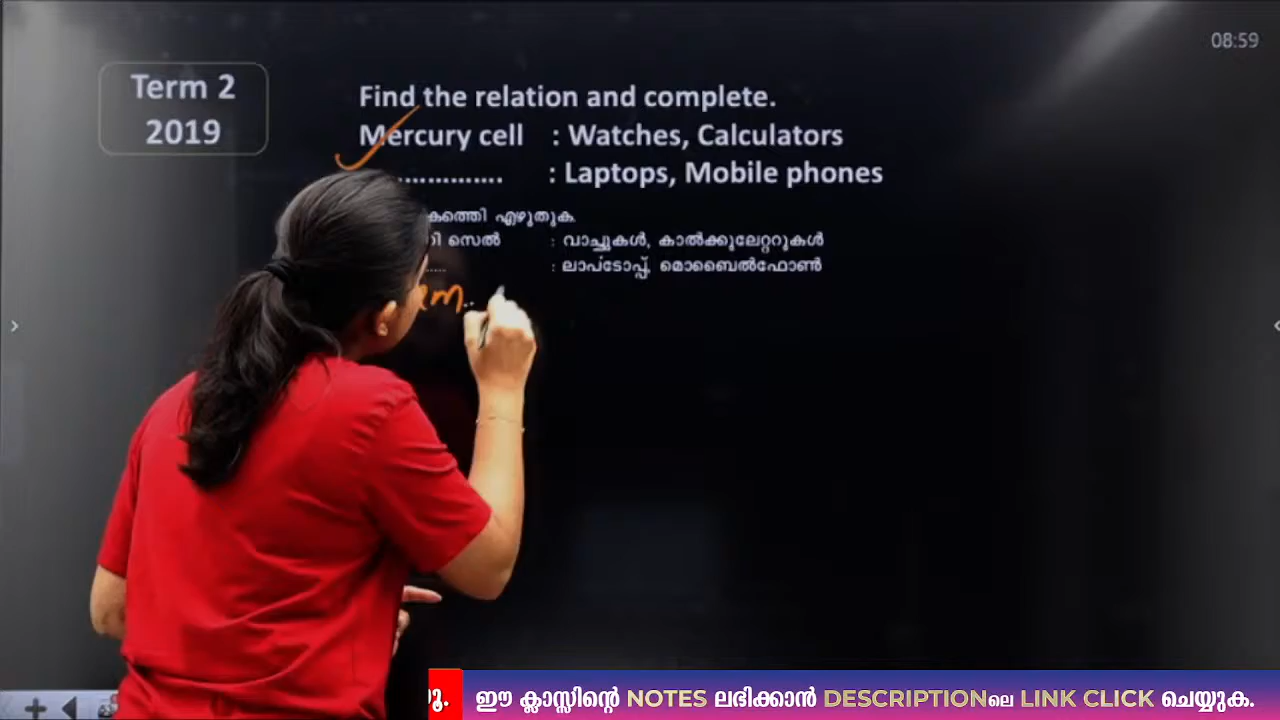 08:59
Term 2
2019
Find the relation and complete.
Mercury cell : Watches, Calculators
.............. : Laptops, Mobile phones
എഴുതുക.
സെൽ : വാച്ചുകൾ, കാൽക്കുലേറ്ററുകൾ
...... : ലാപ്ടോപ്പ്, മൊബൈൽഫോൺ
ഈ ക്ലാസ്സിന്റെ NOTES ലഭിക്കാൻ DESCRIPTIONലെ LINK CLICK ചെയ്യുക.